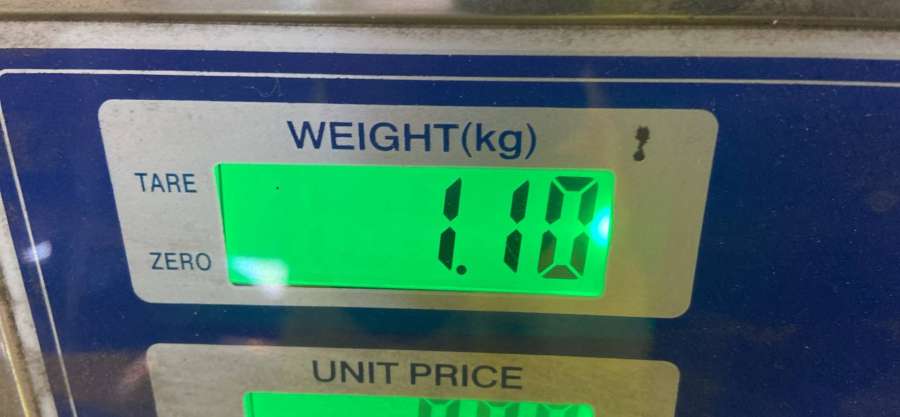 WEIGHT(kg)
TARE
1.10
ZERO
UNIT PRICE